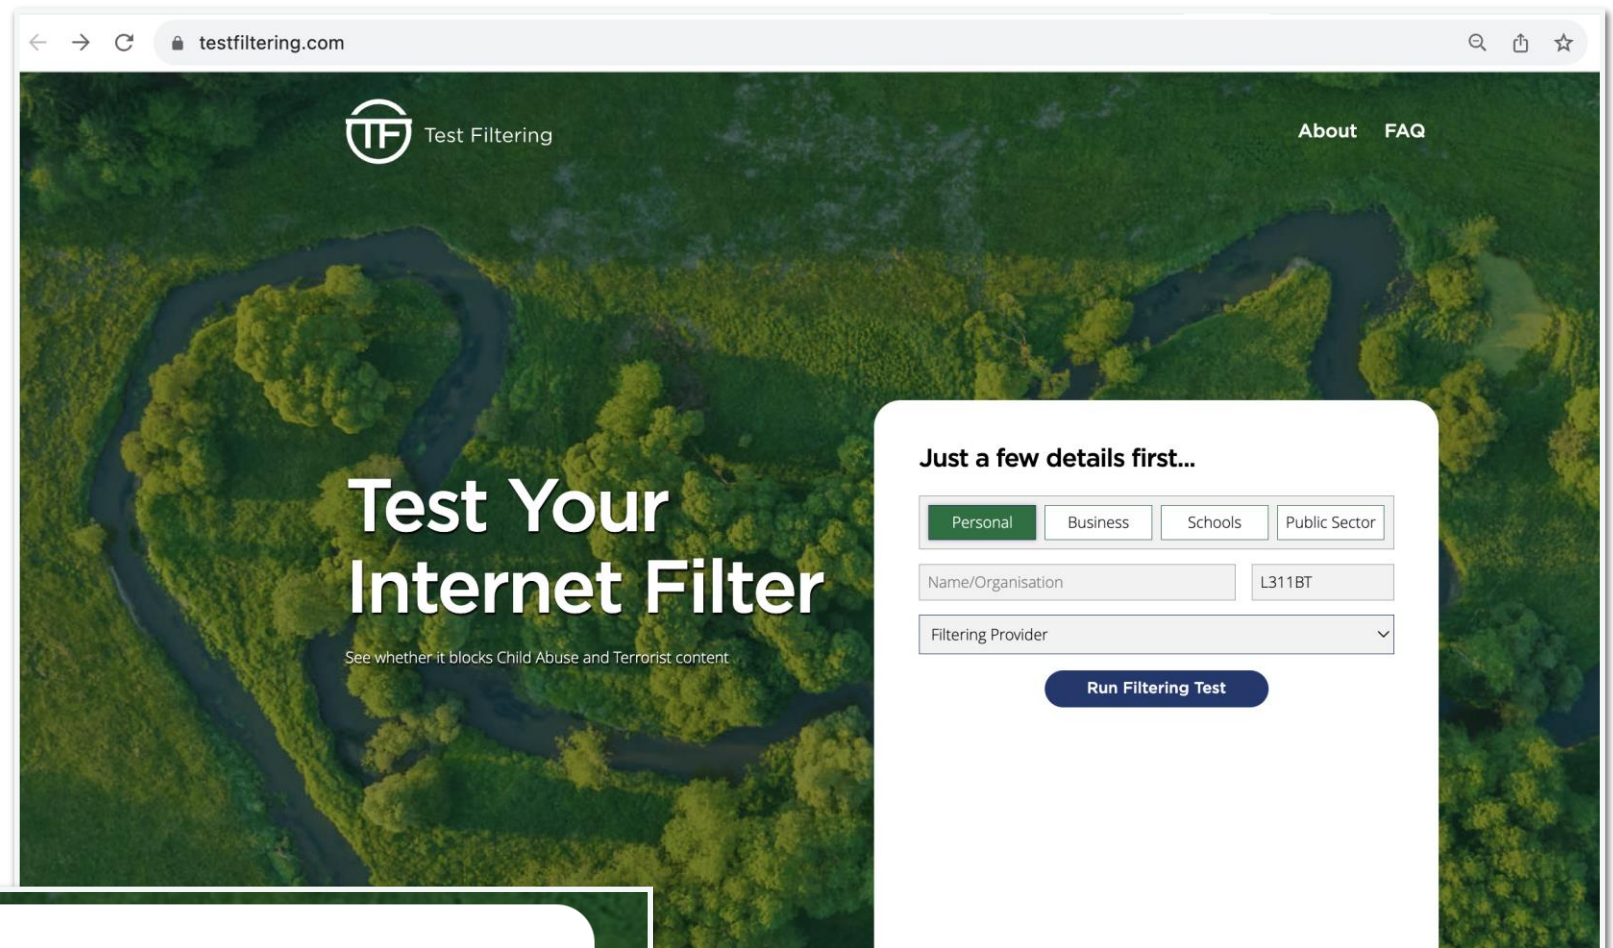 testfiltering.com
TF Test Filtering
About FAQ
Test Your
Internet Filter
See whether it blocks Child Abuse and Terrorist content
Just a few details first...
Personal Business Schools Public Sector
Name/Organisation L311BT
Filtering Provider
Run Filtering Test